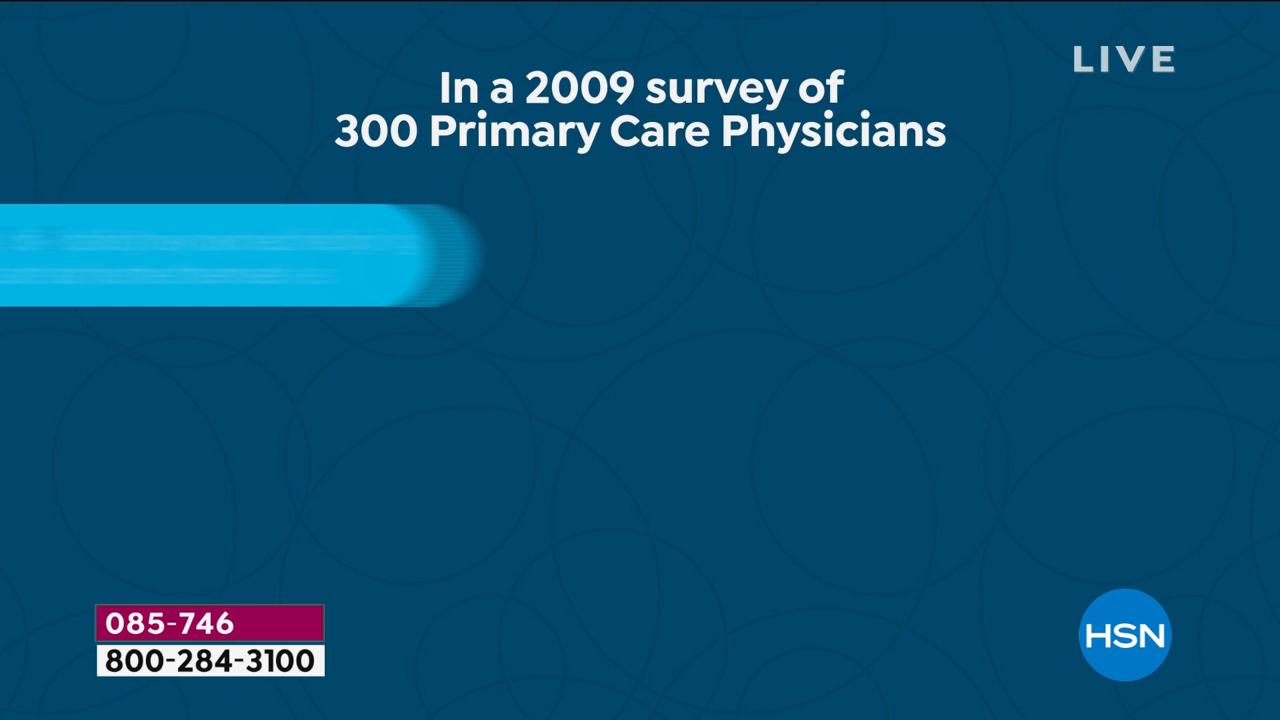 LIVE
In a 2009 survey of
300 Primary Care Physicians
085-746
800-284-3100
HSN